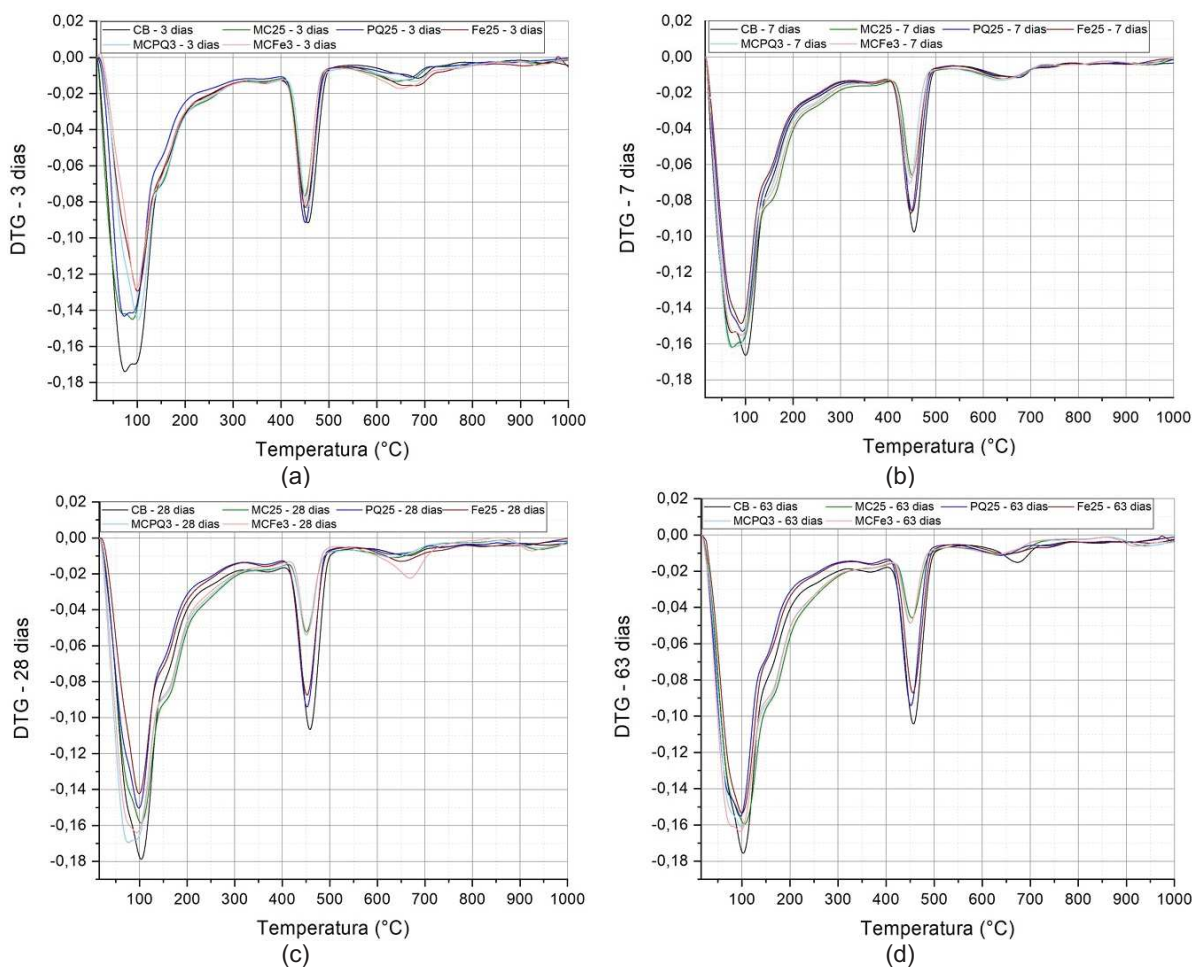 CB - 3 dias MC25 - 3 dias PQ25 - 3 dias Fe25 - 3 dias
MCPQ3 - 3 dias MCFe3 - 3 dias
0,02
0,00
-0,02
-0,04
-0,06
-0,08
-0,10
-0,12
-0,14
-0,16
-0,18
DTG - 3 dias
100 200 300 400 500 600 700 800 900 1000
Temperatura (°C)
(a)
CB - 7 dias MC25 - 7 dias PQ25 - 7 dias Fe25 - 7 dias
MCPQ3 - 7 dias MCFe3 - 7 dias
0,02
0,00
-0,02
-0,04
-0,06
-0,08
-0,10
-0,12
-0,14
-0,16
-0,18
DTG - 7 dias
100 200 300 400 500 600 700 800 900 1000
Temperatura (°C)
(b)
CB - 28 dias MC25 - 28 dias PQ25 - 28 dias Fe25 - 28 dias
MCPQ3 - 28 dias MCFe3 - 28 dias
0,02
0,00
-0,02
-0,04
-0,06
-0,08
-0,10
-0,12
-0,14
-0,16
-0,18
DTG - 28 dias
100 200 300 400 500 600 700 800 900 1000
Temperatura (°C)
(c)
CB - 63 dias MC25 - 63 dias PQ25 - 63 dias Fe25 - 63 dias
MCPQ3 - 63 dias MCFe3 - 63 dias
0,02
0,00
-0,02
-0,04
-0,06
-0,08
-0,10
-0,12
-0,14
-0,16
-0,18
DTG - 63 dias
100 200 300 400 500 600 700 800 900 1000
Temperatura (°C)
(d)